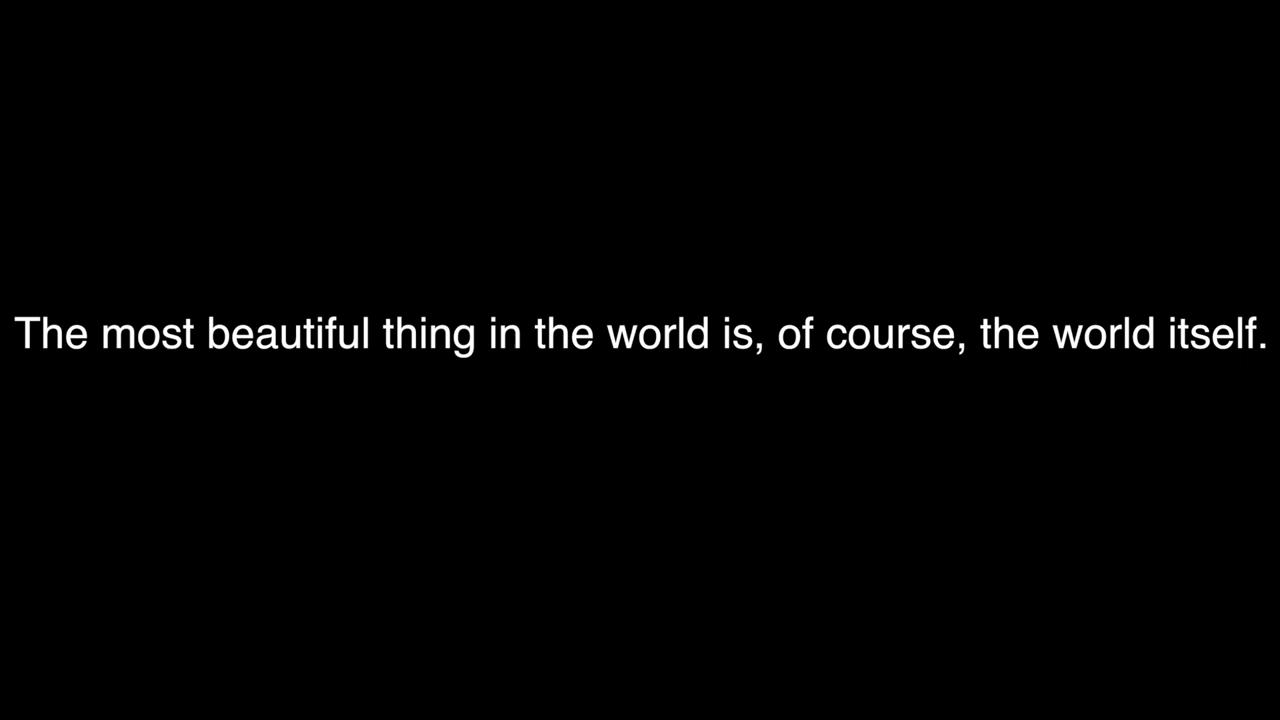 The most beautiful thing in the world is, of course, the world itself.